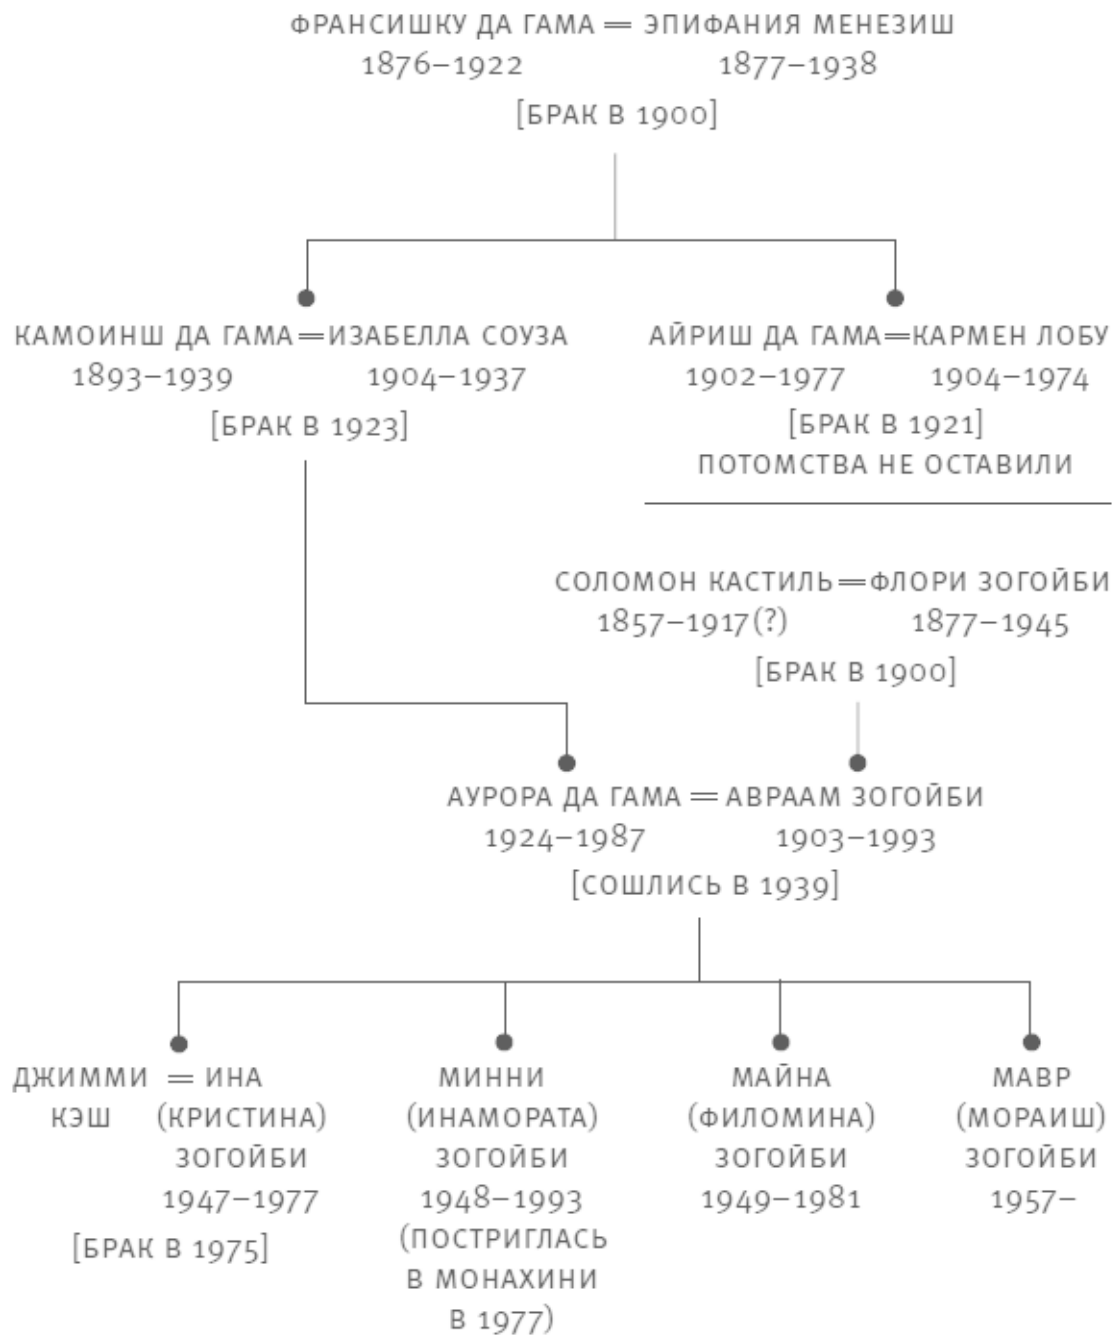 ФРАНСИШКУ ДА ГАМА = ЭПИФАНИЯ МЕНЕЗИШ
1876–1922 1877–1938
[БРАК В 1900]
КАМОИНШ ДА ГАМА = ИЗАБЕЛЛА СОУЗА
1893–1939 1904–1937
[БРАК В 1923]
АЙРИШ ДА ГАМА = КАРМЕН ЛОБУ
1902–1977 1904–1974
[БРАК В 1921]
ПОТОМСТВА НЕ ОСТАВИЛИ
СОЛОМОН КАСТИЛЬ = ФЛОРИ ЗОГОЙБИ
1857–1917(?) 1877–1945
[БРАК В 1900]
АУРОРА ДА ГАМА = АВРААМ ЗОГОЙБИ
1924–1987 1903–1993
[СОШЛИСЬ В 1939]
ДЖИММИ = ИНА
КЭШ (КРИСТИНА)
ЗОГОЙБИ
1947–1977
[БРАК В 1975]
МИННИ
(ИНАМОРАТА)
ЗОГОЙБИ
1948–1993
(ПОСТРИГЛАСЬ
В МОНАХИНИ
В 1977)
МАЙНА
(ФИЛОМИНА)
ЗОГОЙБИ
1949–1981
МАВР
(МОРАИШ)
ЗОГОЙБИ
1957–